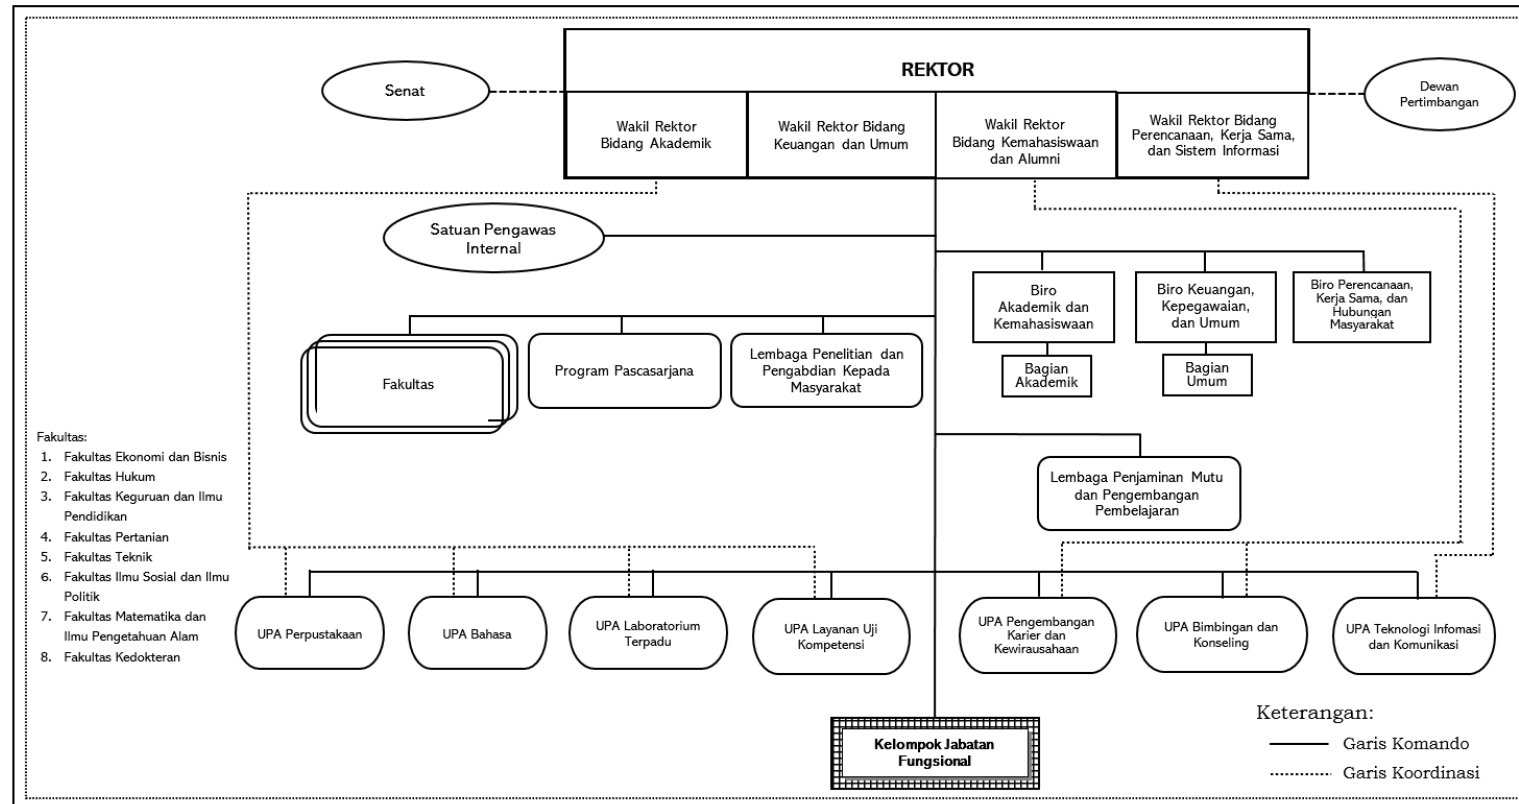 REKTOR
Senat
Dewan
Pertimbangan
Wakil Rektor
Bidang Akademik
Wakil Rektor Bidang
Keuangan dan Umum
Wakil Rektor
Bidang Kemahasiswaan
dan Alumni
Wakil Rektor Bidang
Perencanaan, Kerja Sama,
dan Sistem Informasi
Satuan Pengawas
Internal
Biro
Akademik dan
Kemahasiswaan
Biro Keuangan,
Kepegawaian,
dan Umum
Biro Perencanaan,
Kerja Sama, dan
Hubungan
Masyarakat
Bagian
Akademik
Bagian
Umum
Fakultas
Program Pascasarjana
Lembaga Penelitian dan
Pengabdian Kepada
Masyarakat
Lembaga Penjaminan Mutu
dan Pengembangan
Pembelajaran
Fakultas:
1. Fakultas Ekonomi dan Bisnis
2. Fakultas Hukum
3. Fakultas Keguruan dan Ilmu
Pendidikan
4. Fakultas Pertanian
5. Fakultas Teknik
6. Fakultas Ilmu Sosial dan Ilmu
Politik
7. Fakultas Matematika dan
Ilmu Pengetahuan Alam
8. Fakultas Kedokteran
UPA Perpustakaan
UPA Bahasa
UPA Laboratorium
Terpadu
UPA Layanan Uji
Kompetensi
UPA Pengembangan
Karier dan
Kewirausahaan
UPA Bimbingan dan
Konseling
UPA Teknologi Infomasi
dan Komunikasi
Kelompok Jabatan
Fungsional
Keterangan:
Garis Komando
Garis Koordinasi